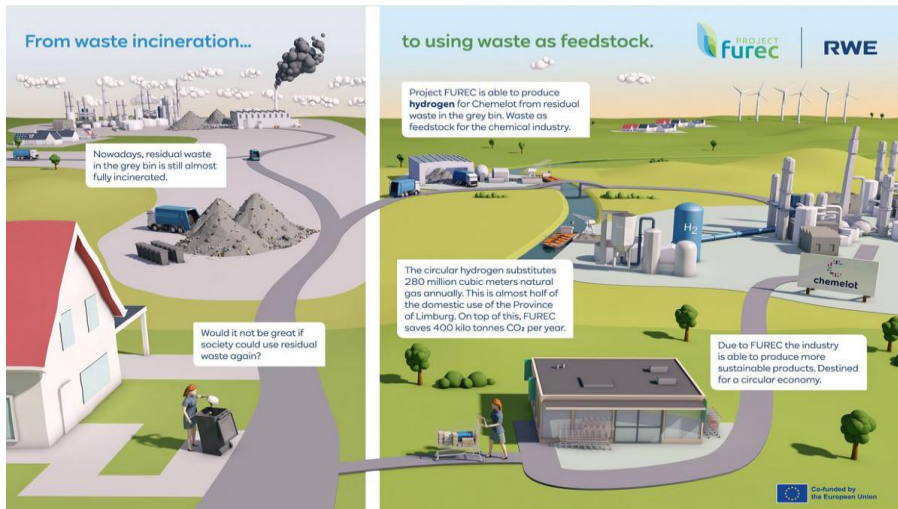 From waste incineration...
Nowadays, residual waste
in the grey bin is still almost
fully incinerated.
Would it not be great if
society could use residual
waste again?
to using waste as feedstock.
PROJECT
furec
RWE
Project FUREC is able to produce
hydrogen for Chemelot from residual
waste in the grey bin. Waste as
feedstock for the chemical industry.
H₂
chemelot
The circular hydrogen substitutes
280 million cubic meters natural
gas annually. This is almost half of
the domestic use of the Province
of Limburg. On top of this, FUREC
saves 400 kilo tonnes CO₂ per year.
Due to FUREC the industry
is able to produce more
sustainable products. Destined
for a circular economy.
Co-funded by
the European Union